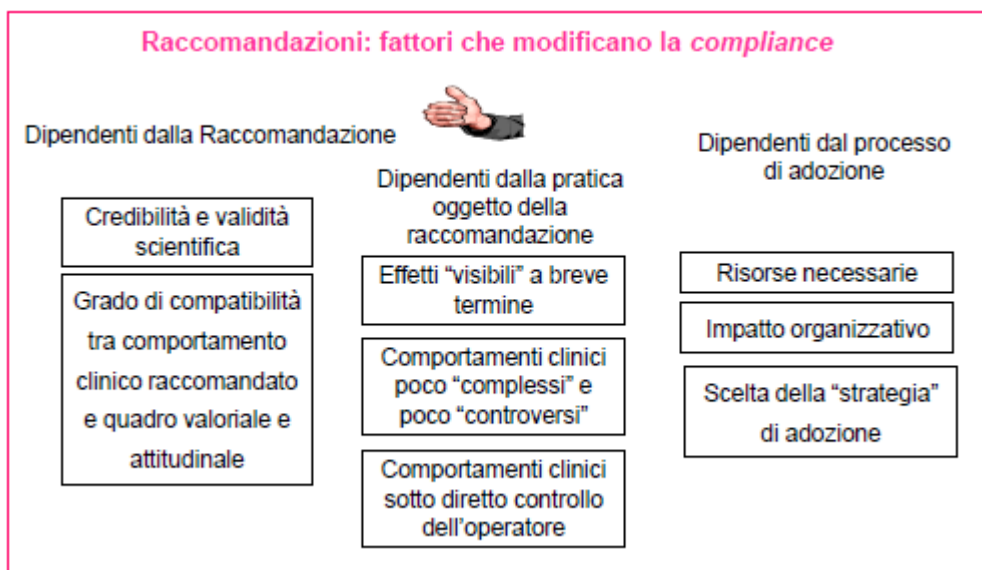 Raccomandazioni: fattori che modificano la compliance
Dipendenti dalla Raccomandazione
Credibilità e validità
scientifica
Grado di compatibilità
tra comportamento
clinico raccomandato
e quadro valoriale e
attitudinale
Dipendenti dalla pratica
oggetto della
raccomandazione
Effetti “visibili” a breve
termine
Comportamenti clinici
poco “complessi” e
poco “controversi”
Comportamenti clinici
sotto diretto controllo
dell’operatore
Dipendenti dal processo
di adozione
Risorse necessarie
Impatto organizzativo
Scelta della “strategia”
di adozione